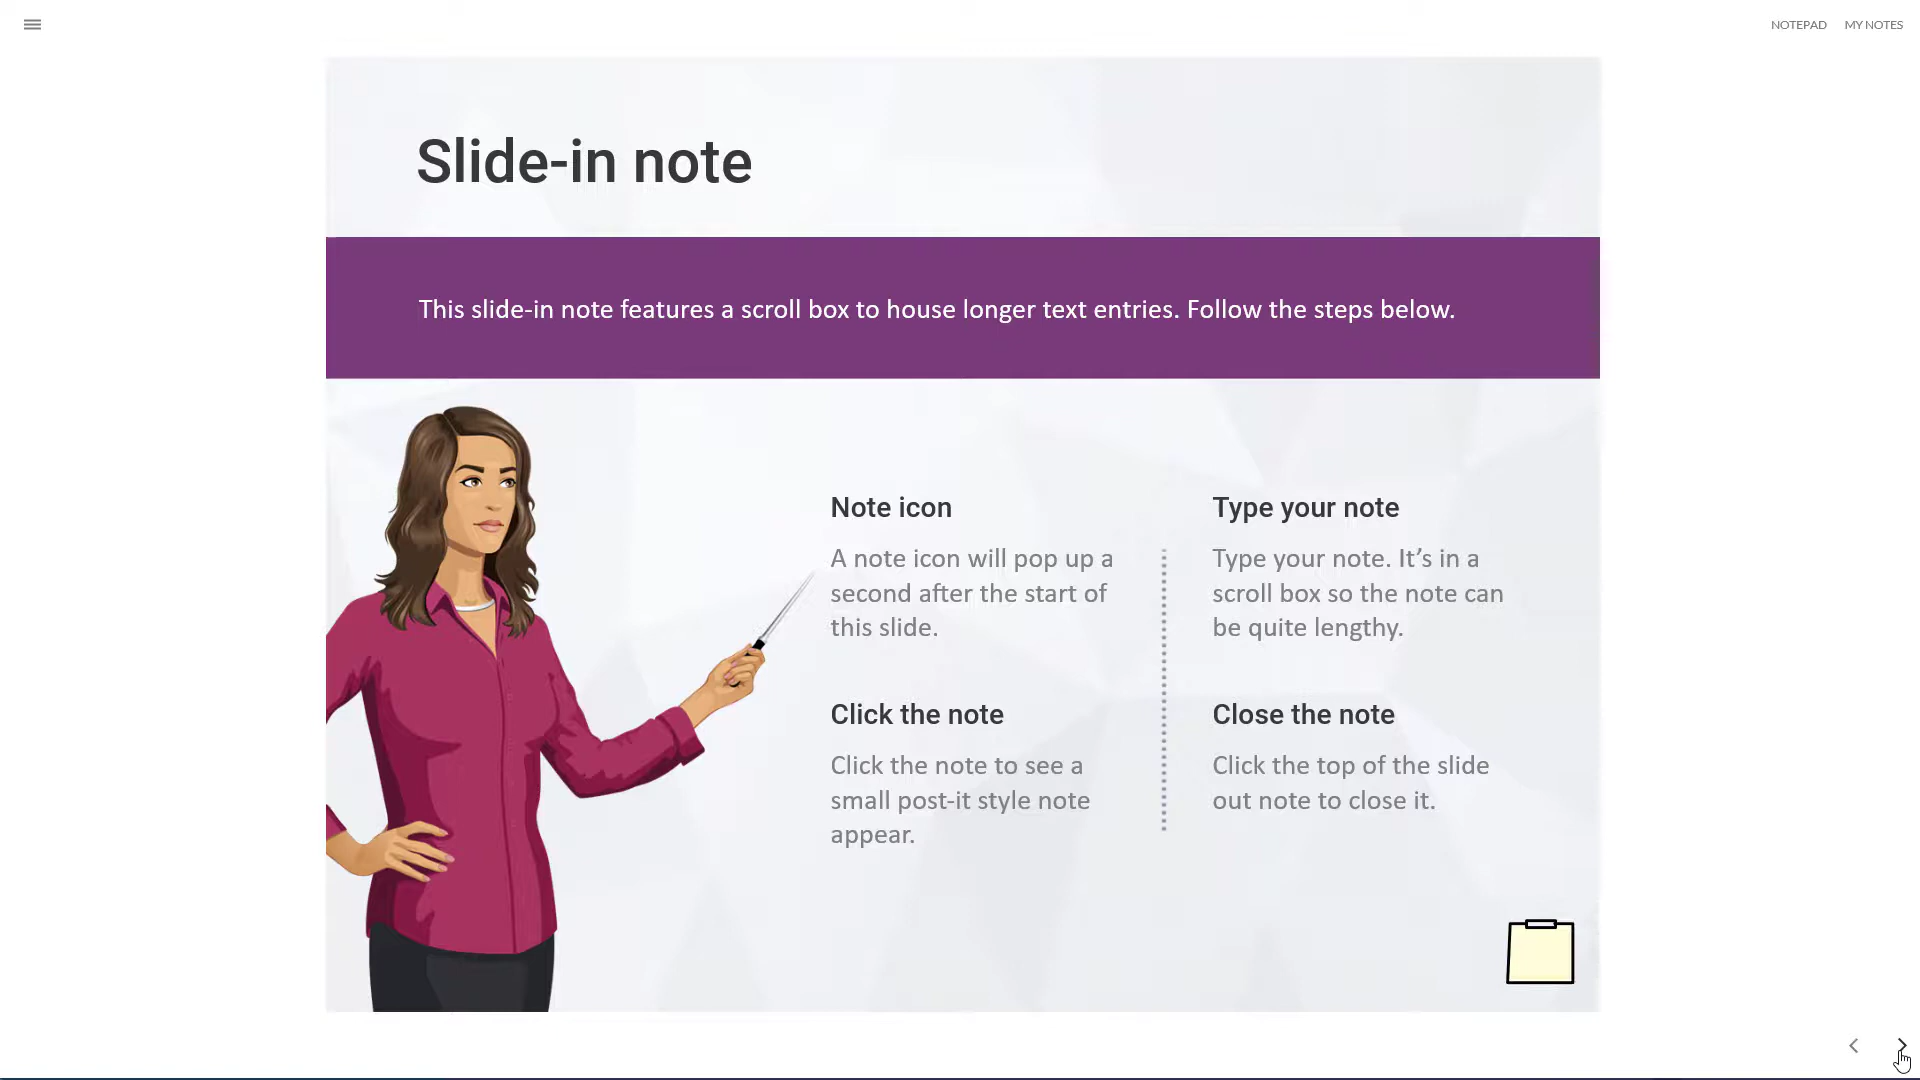 NOTEPAD MY NOTES
Slide-in note
This slide-in note features a scroll box to house longer text entries. Follow the steps below.
Note icon
A note icon will pop up a
second after the start of
this slide.
Click the note
Click the note to see a
small post-it style note
appear.
Type your note
Type your note. It’s in a
scroll box so the note can
be quite lengthy.
Close the note
Click the top of the slide
out note to close it.